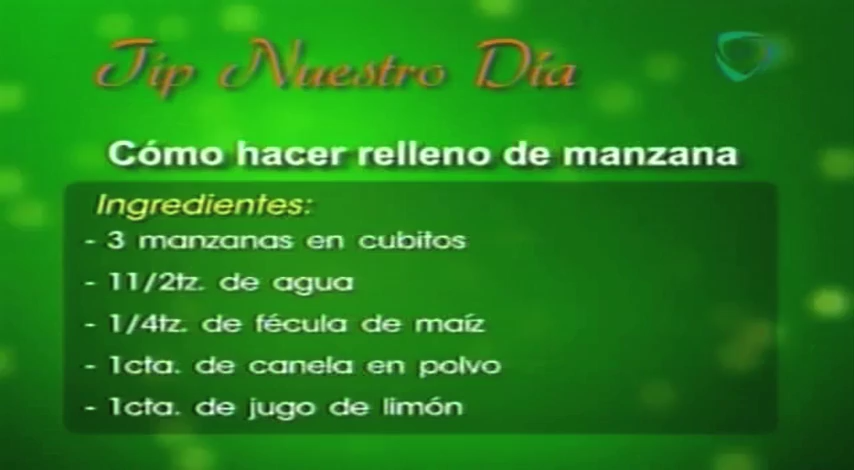 Tip Nuestro Día
Cómo hacer relleno de manzana
Ingredientes:
- 3 manzanas en cubitos
- 11/2tz. de agua
- 1/4tz. de fécula de maíz
- 1cta. de canela en polvo
- 1cta. de jugo de limón